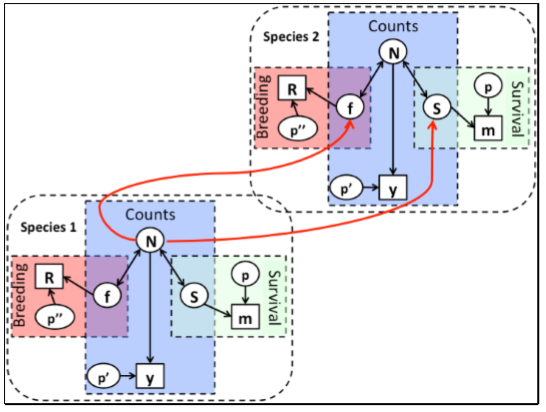 Species 2
Counts
N
Breeding
R
f
p''
S
p
m
Survival
p'
y
Species 1
Counts
N
Breeding
R
f
p''
S
p
m
Survival
p'
y